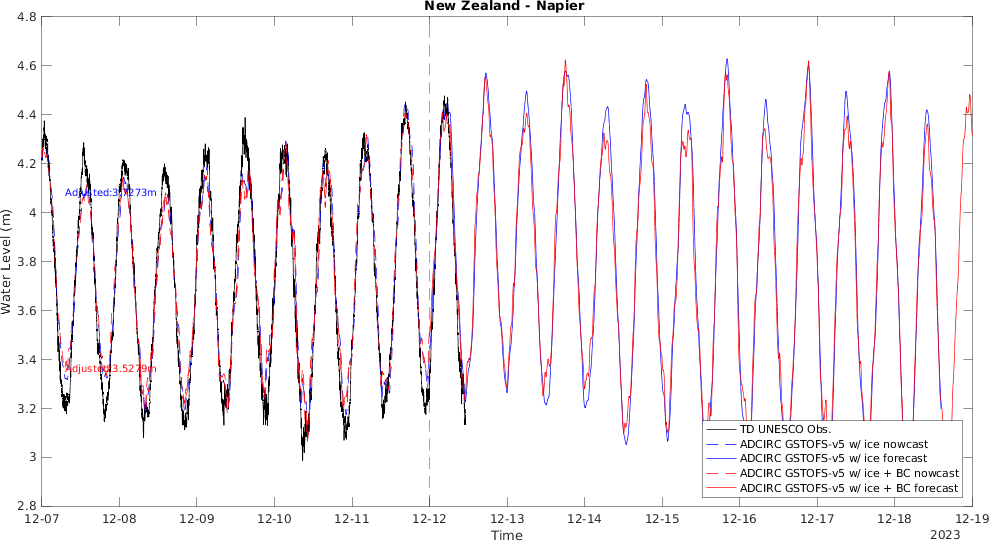 New Zealand - Napier
Water Level (m)
4.8
4.6
4.4
4.2
4
3.8
3.6
3.4
3.2
3
2.8
Adjusted:3.7273m
Adjusted:3.5279m
TD UNESCO Obs.
ADCIRC GSTOFS-v5 w/ ice nowcast
ADCIRC GSTOFS-v5 w/ ice forecast
ADCIRC GSTOFS-v5 w/ ice + BC nowcast
ADCIRC GSTOFS-v5 w/ ice + BC forecast
12-07 12-08 12-09 12-10 12-11 12-12 12-13 12-14 12-15 12-16 12-17 12-18 12-19
Time
2023